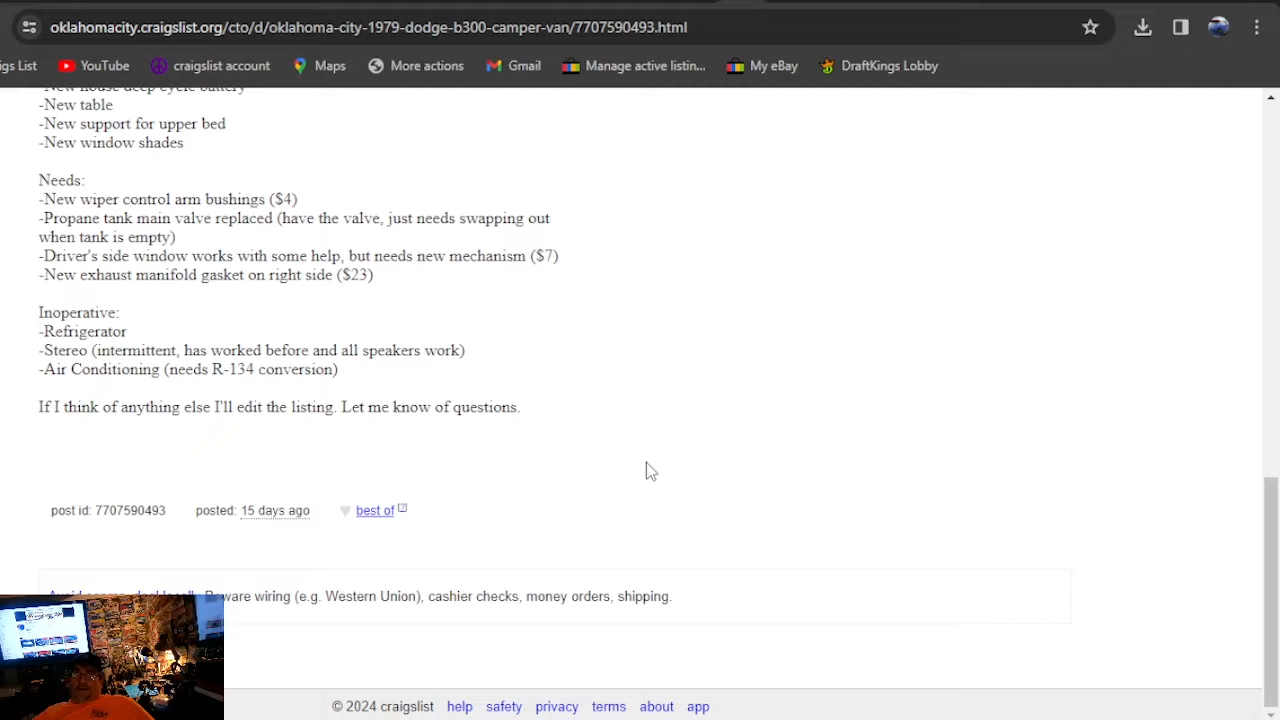 oklahomacity.craigslist.org/cto/d/oklahoma-city-1979-dodge-b300-camper-van/7707590493.html
igs List YouTube craigslist account Maps More actions Gmail Manage active listin... My eBay DraftKings Lobby
-New house deep cycle battery
-New table
-New support for upper bed
-New window shades
Needs:
-New wiper control arm bushings ($4)
-Propane tank main valve replaced (have the valve, just needs swapping out
when tank is empty)
-Driver's side window works with some help, but needs new mechanism ($7)
-New exhaust manifold gasket on right side ($23)
Inoperative:
-Refrigerator
-Stereo (intermittent, has worked before and all speakers work)
-Air Conditioning (needs R-134 conversion)
If I think of anything else I'll edit the listing. Let me know of questions.
post id: 7707590493 posted: 15 days ago best of [?]
Beware wiring (e.g. Western Union), cashier checks, money orders, shipping.
© 2024 craigslist help safety privacy terms about app